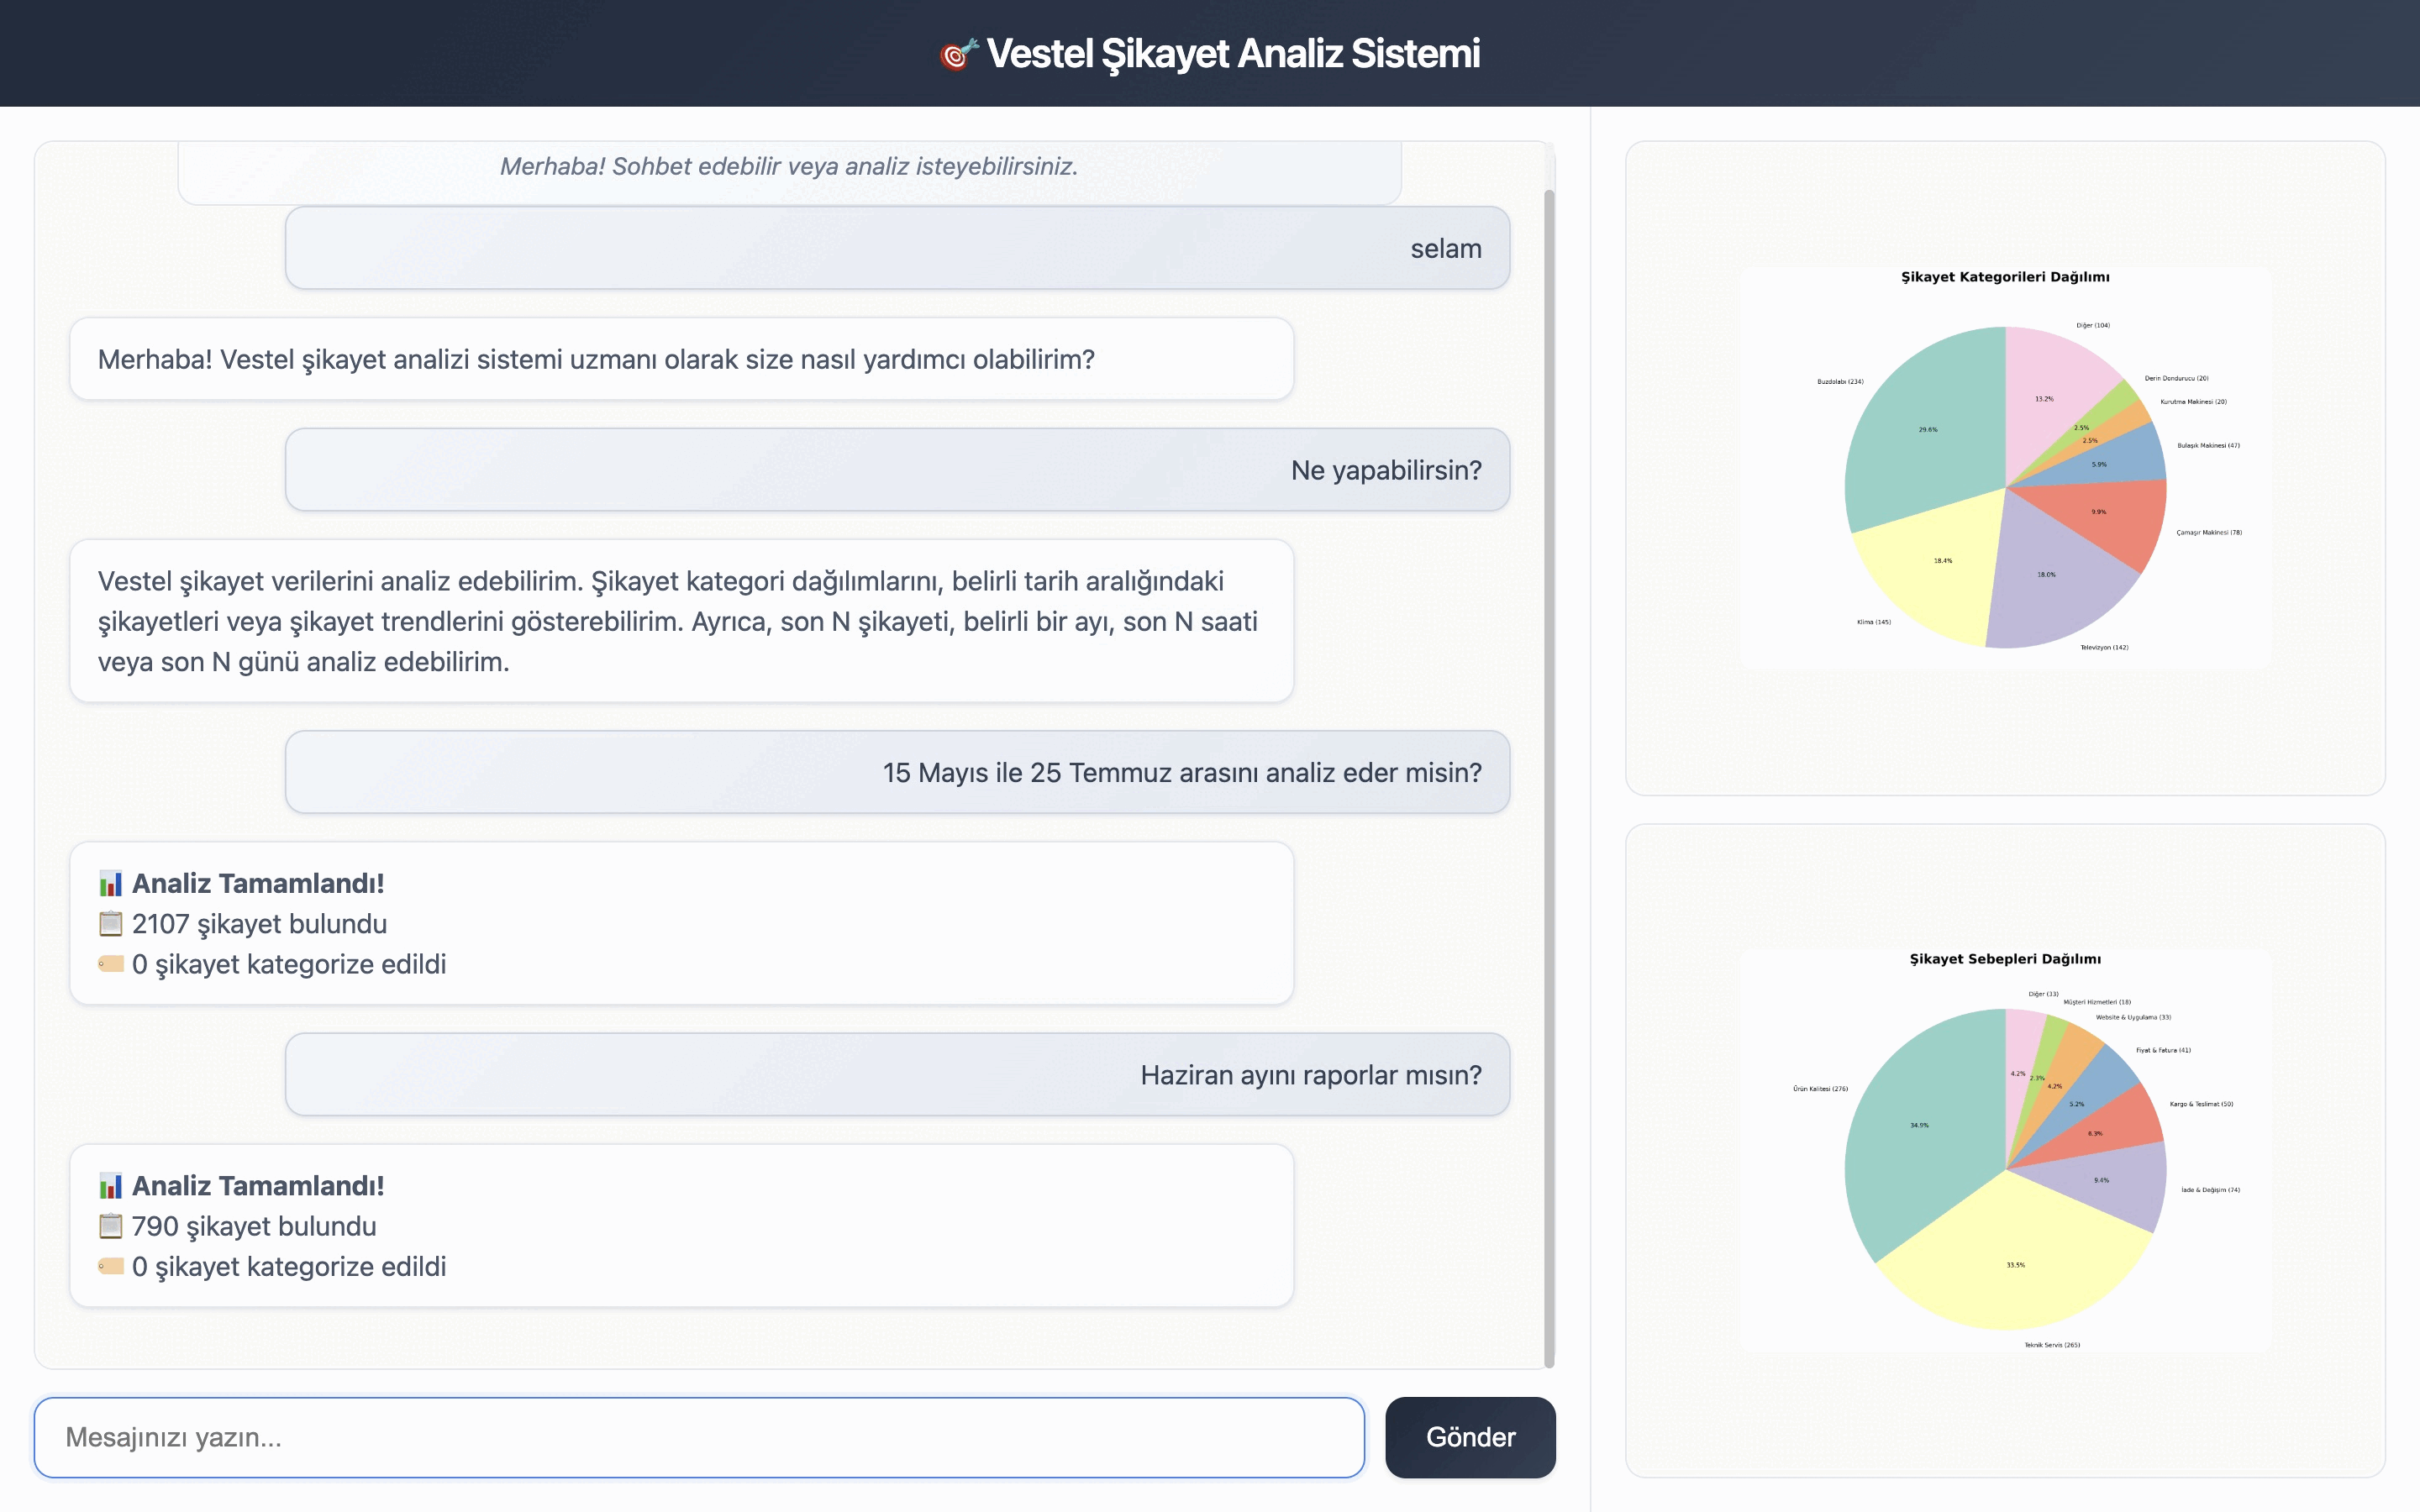 🎯 Vestel Şikayet Analiz Sistemi
Merhaba! Sohbet edebilir veya analiz isteyebilirsiniz.
selam
Merhaba! Vestel şikayet analizi sistemi uzmanı olarak size nasıl yardımcı olabilirim?
Ne yapabilirsin?
Vestel şikayet verilerini analiz edebilirim. Şikayet kategori dağılımlarını, belirli tarih aralığındaki
şikayetleri veya şikayet trendlerini gösterebilirim. Ayrıca, son N şikayeti, belirli bir ayı, son N saati
veya son N günü analiz edebilirim.
15 Mayıs ile 25 Temmuz arasını analiz eder misin?
📊 Analiz Tamamlandı!
📋 2107 şikayet bulundu
🏷️ 0 şikayet kategorize edildi
Haziran ayını raporlar mısın?
📊 Analiz Tamamlandı!
📋 790 şikayet bulundu
🏷️ 0 şikayet kategorize edildi
Mesajınızı yazın...
Gönder
Şikayet Kategorileri Dağılımı
Diğer (104)
Derin Dondurucu (20)
Kurutma Makinesi (20)
Bulaşık Makinesi (47)
Çamaşır Makinesi (78)
Televizyon (142)
Klima (145)
Buzdolabı (234)
13.2%
2.5%
2.5%
5.9%
9.9%
18.0%
18.4%
29.6%
Şikayet Sebepleri Dağılımı
Diğer (33)
Müşteri Hizmetleri (18)
Website & Uygulama (33)
Fiyat & Fatura (41)
Kargo & Teslimat (50)
İade & Değişim (74)
Teknik Servis (265)
Ürün Kalitesi (276)
4.2%
2.3%
4.2%
5.2%
6.3%
9.4%
33.5%
34.9%